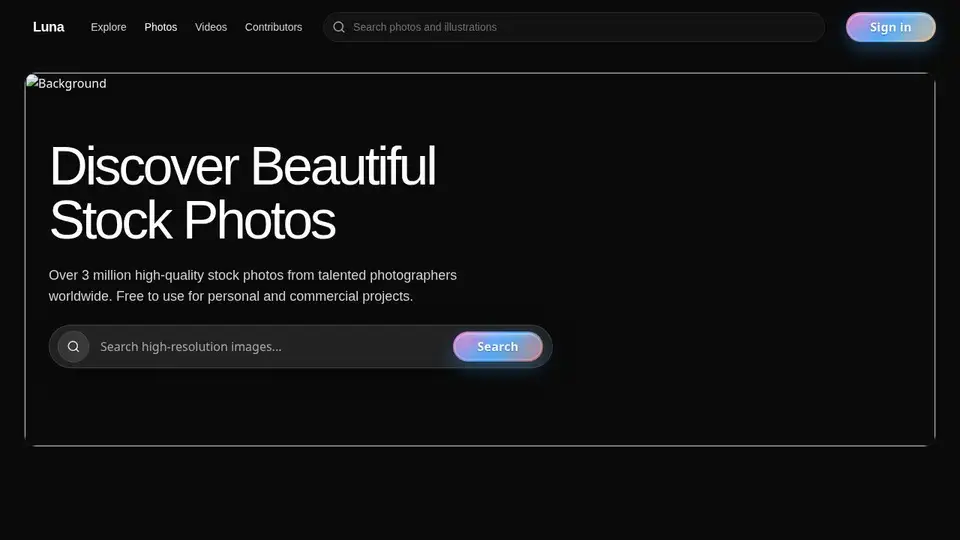 Luna
Explore
Photos
Videos
Contributors
Search photos and illustrations
Sign in
Background
Discover Beautiful
Stock Photos
Over 3 million high-quality stock photos from talented photographers
worldwide. Free to use for personal and commercial projects.
Search high-resolution images...
Search